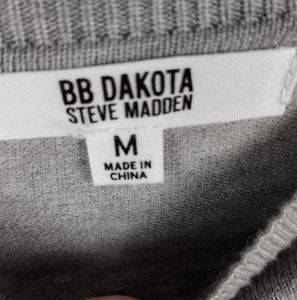 BB DAKOTA
STEVE MADDEN
M
MADE IN
CHINA